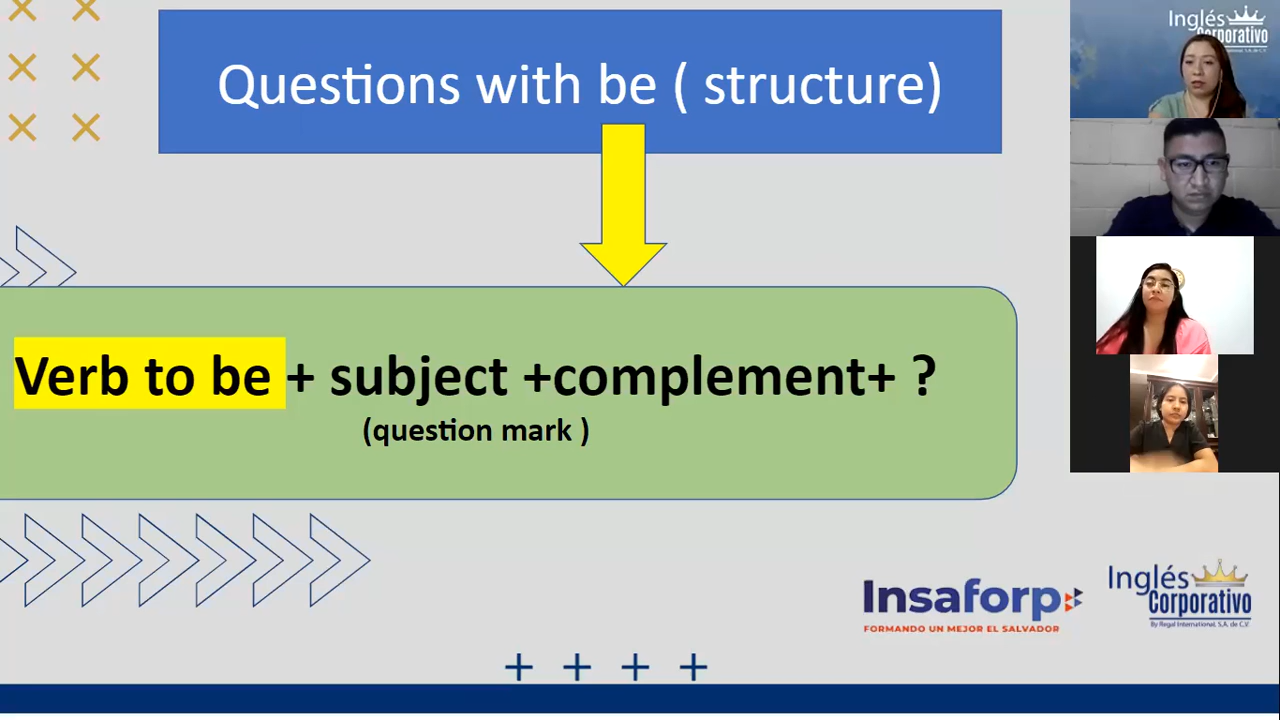 Questions with be ( structure)
Verb to be + subject +complement+ ?
(question mark )
Inglés
Corporativo
Insaforp
FORMANDO UN MEJOR EL SALVADOR
Inglés
Corporativo
By Regal International, S.A. de C.V.